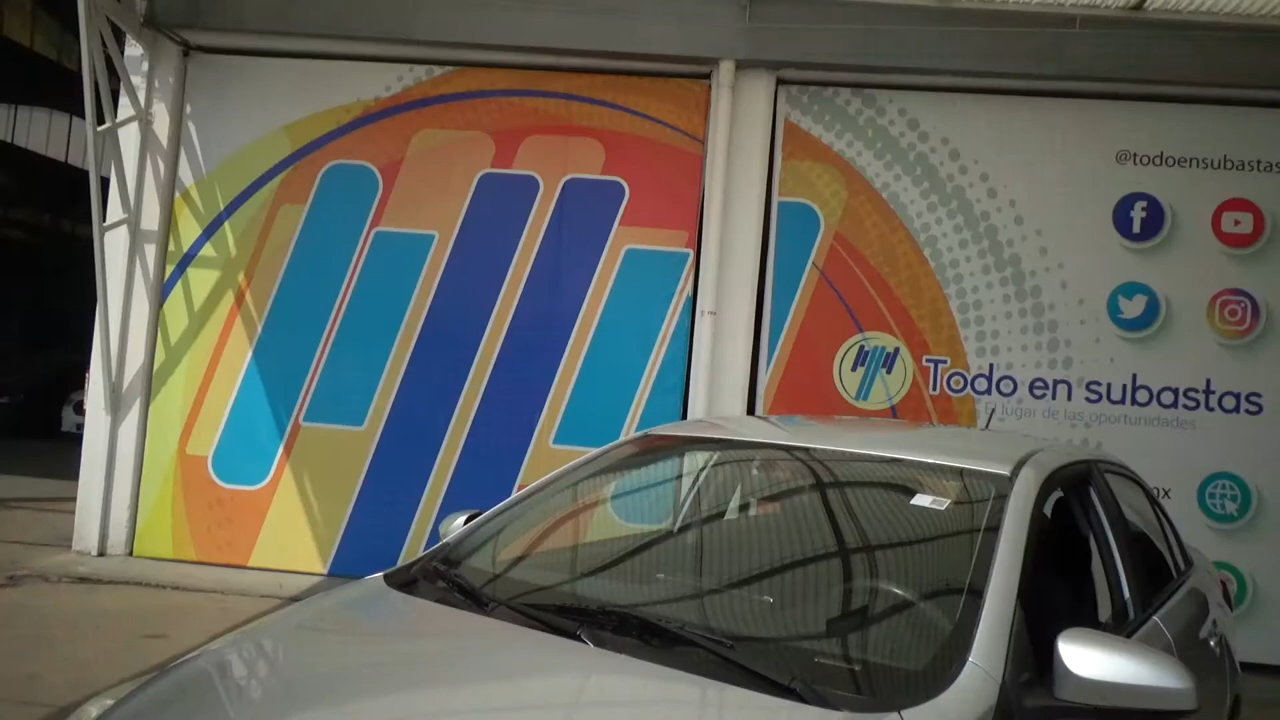 @todoensubastas
Todo en subastas
El lugar de las oportunidades